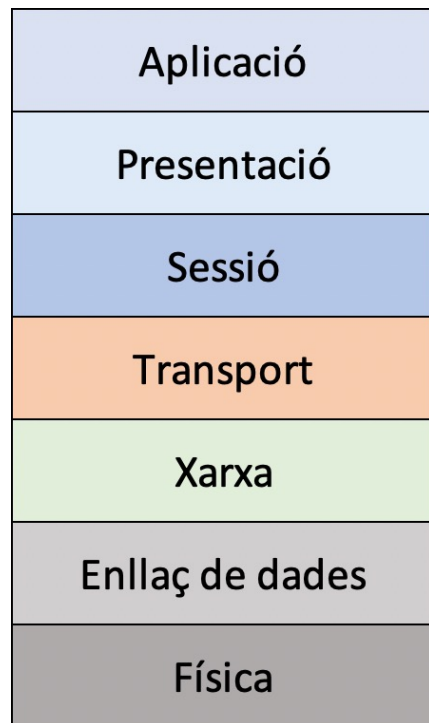 Aplicació
Presentació
Sessió
Transport
Xarxa
Enllaç de dades
Física